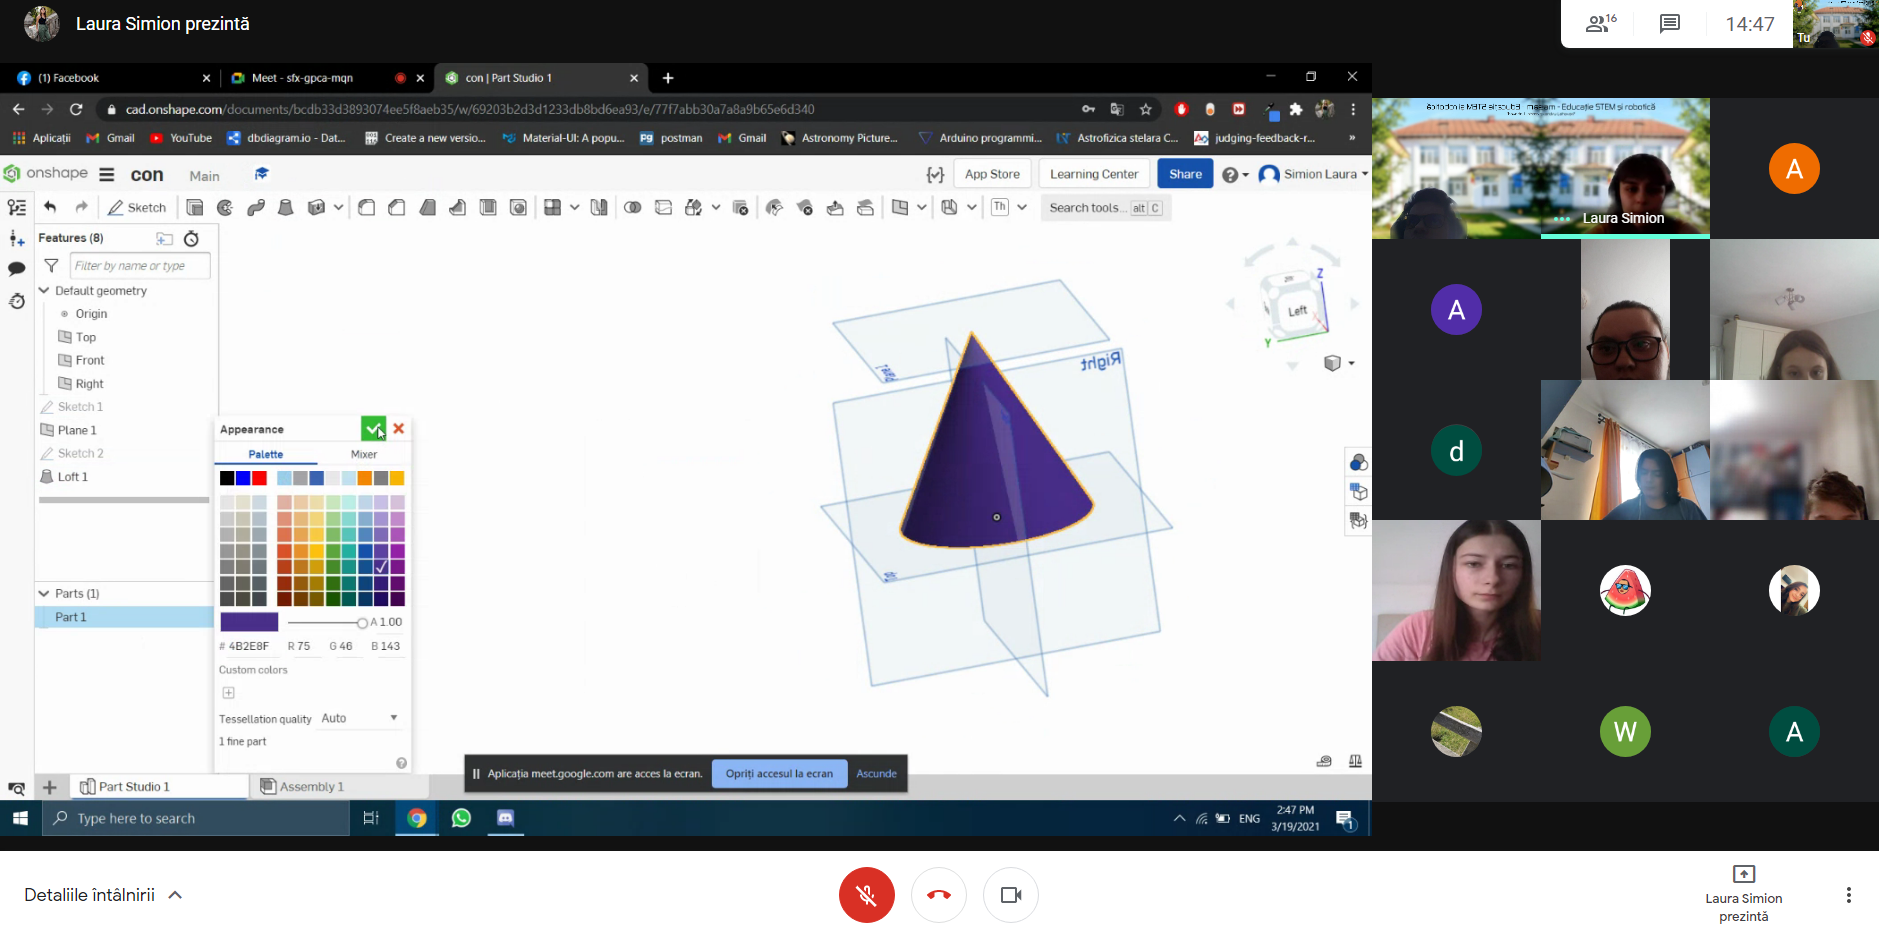 Laura Simion prezintă
16
14:47
Tu
(1) Facebook
Meet - sfx-gpca-mqn
con | Part Studio 1
cad.onshape.com/documents/bcdb33d3893074ee5f8aeb35/w/69203b2d3d1233db8bd6ea93/e/77f7abb30a7a8a9b65e6d340
Aplicații
Gmail
YouTube
dbdiagram.io - Dat...
Create a new versio...
Material-UI: A popu...
postman
Gmail
Astronomy Picture...
Arduino programmi...
Astrofizica stelara C...
judging-feedback-r...
»
onshape
con
Main
App Store
Learning Center
Share
Simion Laura
Sketch
Th
Search tools... alt C
Features (8)
Filter by name or type
Default geometry
Origin
Top
Front
Right
Sketch 1
Plane 1
Sketch 2
Loft 1
Parts (1)
Part 1
Appearance
Palette
Mixer
A 1.00
# 4B2E8F R 75 G 46 B 143
Custom colors
Tessellation quality Auto
1 fine part
Right
Z
Left
Y
Part Studio 1
Assembly 1
Aplicația meet.google.com are acces la ecran.
Opriți accesul la ecran
Ascunde
Type here to search
ENG
2:47 PM
3/19/2021
1
- Educație STEM și robotică
Laura Simion
A
A
d
W
A
Detaliile întâlnirii
Laura Simion
prezintă